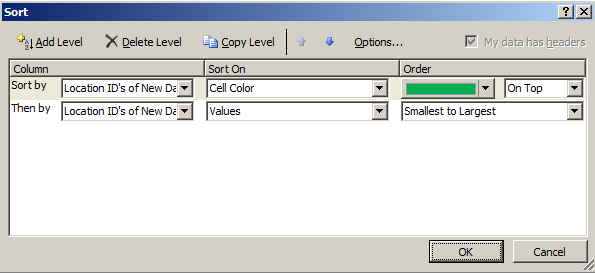 Sort
Add Level Delete Level Copy Level Options... My data has headers
Column Sort On Order
Sort by Location ID's of New Da Cell Color On Top
Then by Location ID's of New Da Values Smallest to Largest
OK Cancel